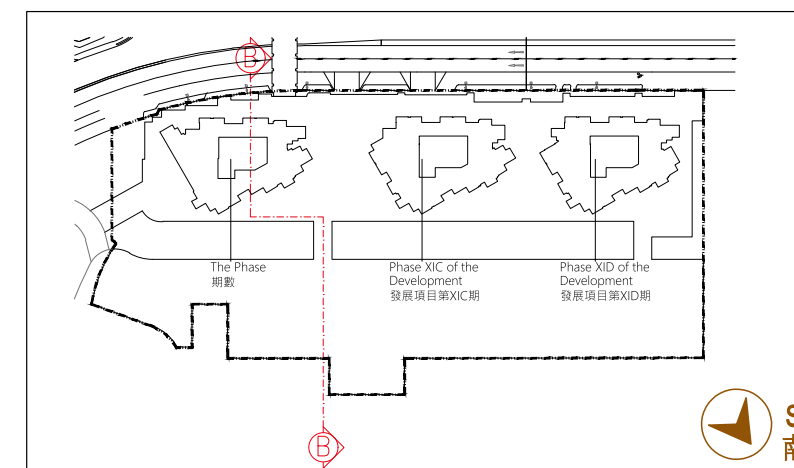 B
The Phase
期數
Phase XIC of the
Development
發展項目第XIC期
Phase XID of the
Development
發展項目第XID期
B
S
南